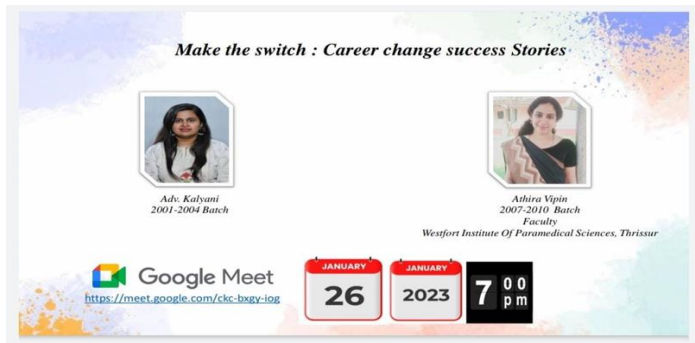 Make the switch : Career change success Stories
Adv. Kalyani
2001-2004 Batch
Athira Vipin
2007-2010 Batch
Faculty
Westfort Institute Of Paramedical Sciences, Thrissur
Google Meet
https://meet.google.com/ckc-bxgy-iog
JANUARY
26
JANUARY
2023
7 00 pm